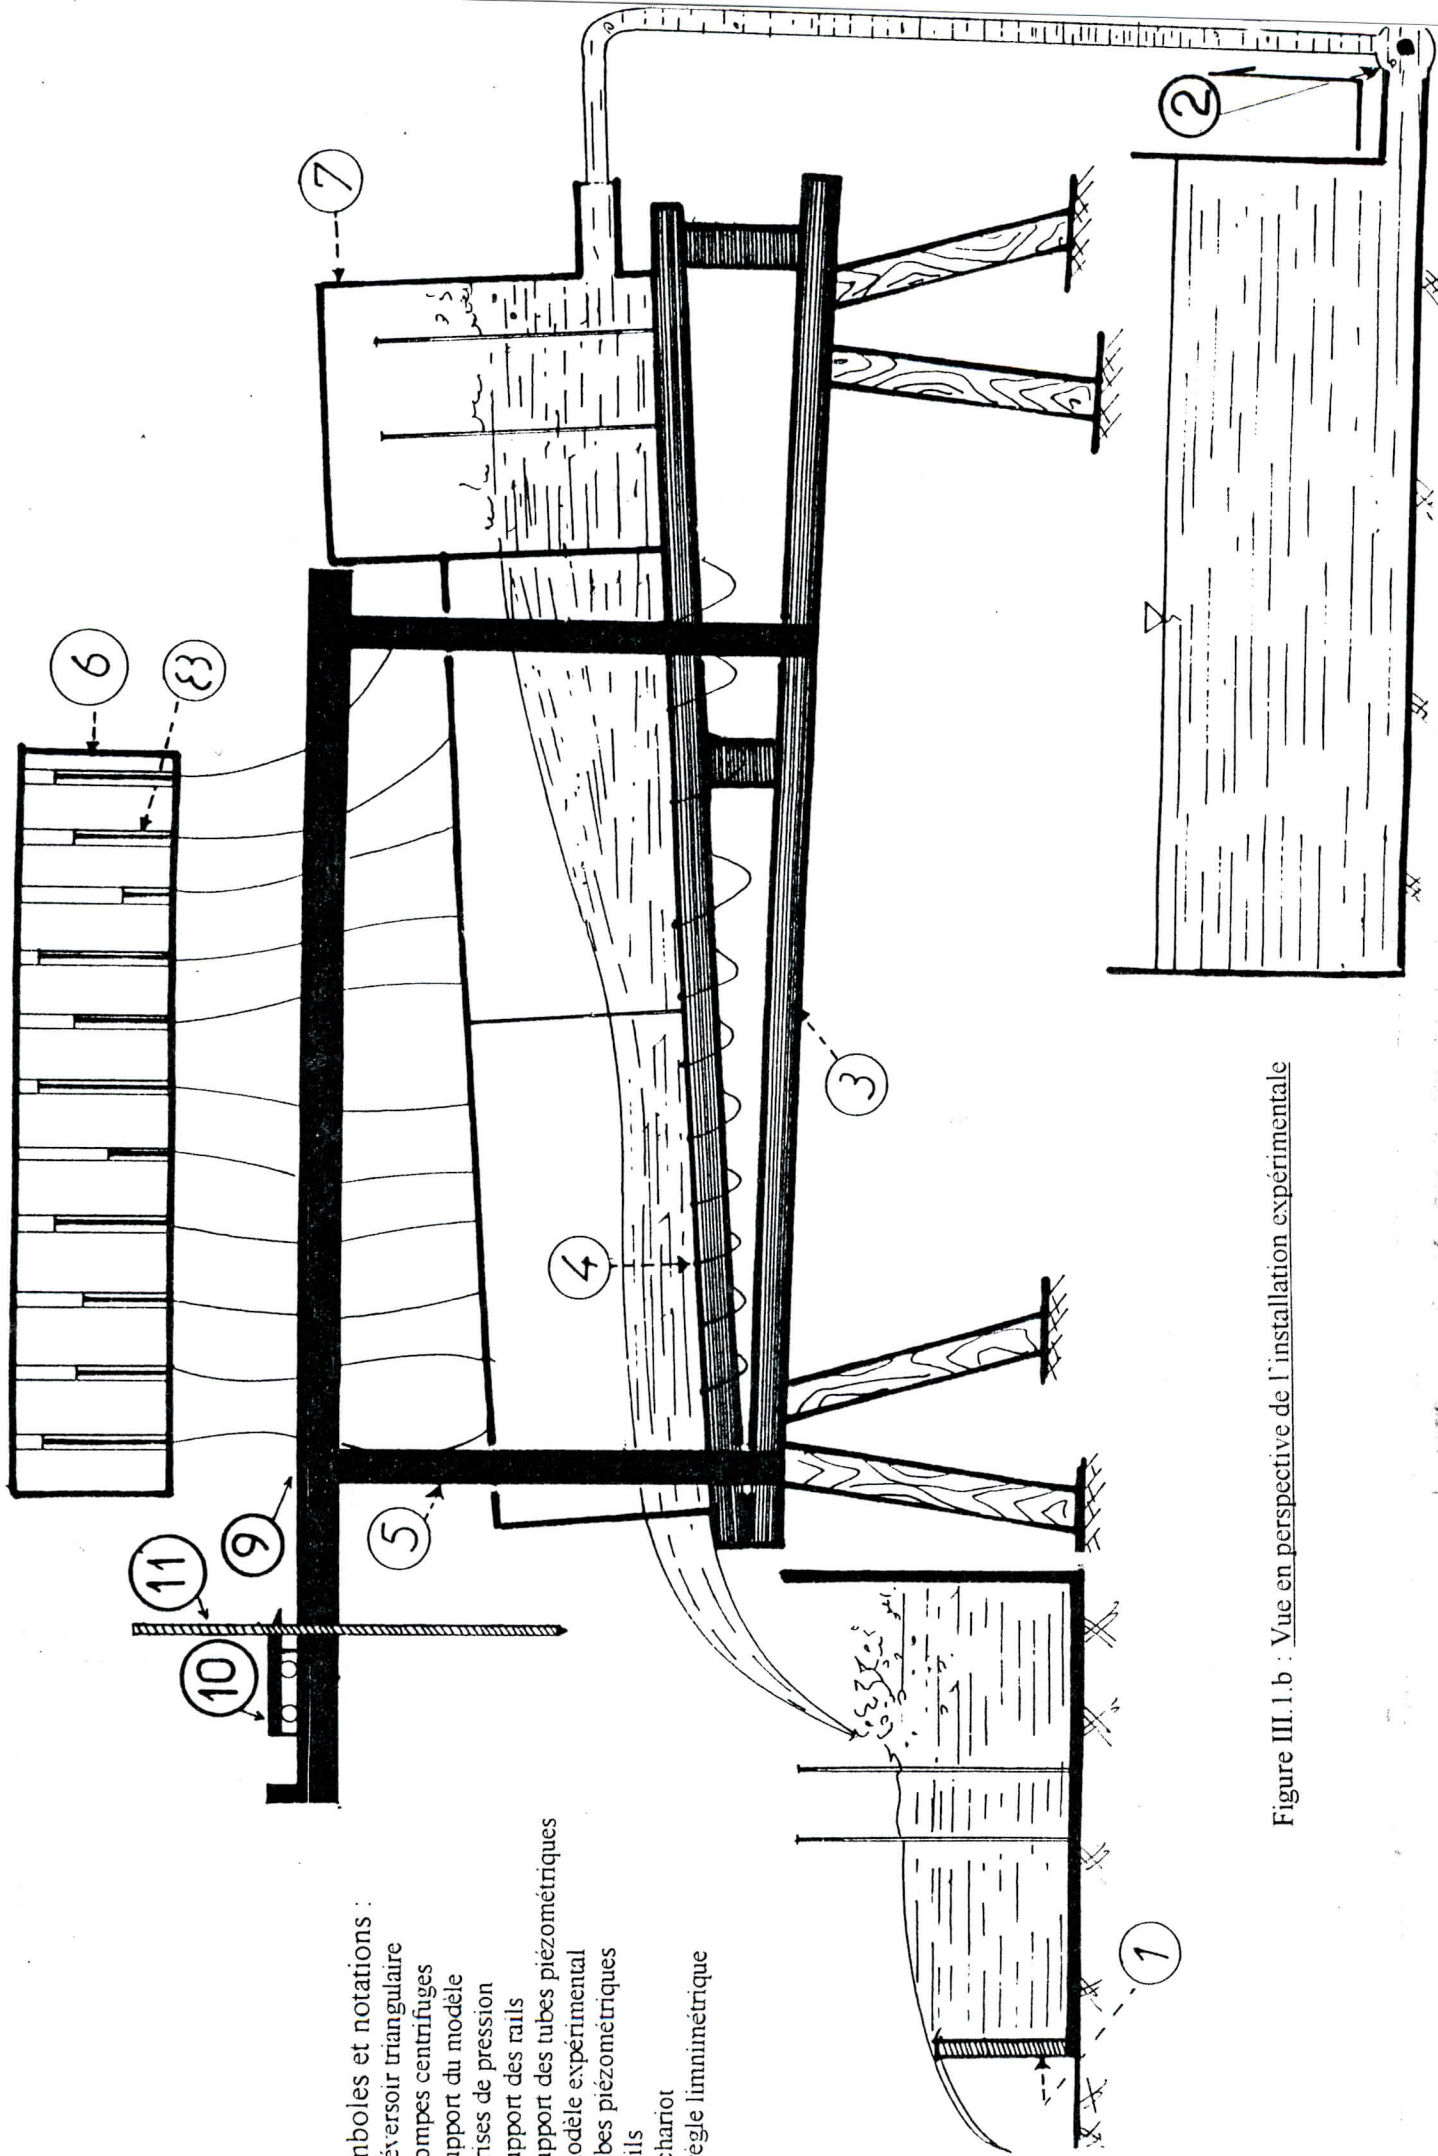 mboles et notations :
éversoir triangulaire
ompes centrifuges
upport du modèle
rises de pression
upport des rails
pport des tubes piézométriques
odèle expérimental
bes piézométriques
ils
chariot
ègle limnimétrique
11
10
9
5
6
4
3
7
2
1
Figure III.1.b : Vue en perspective de l'installation expérimentale